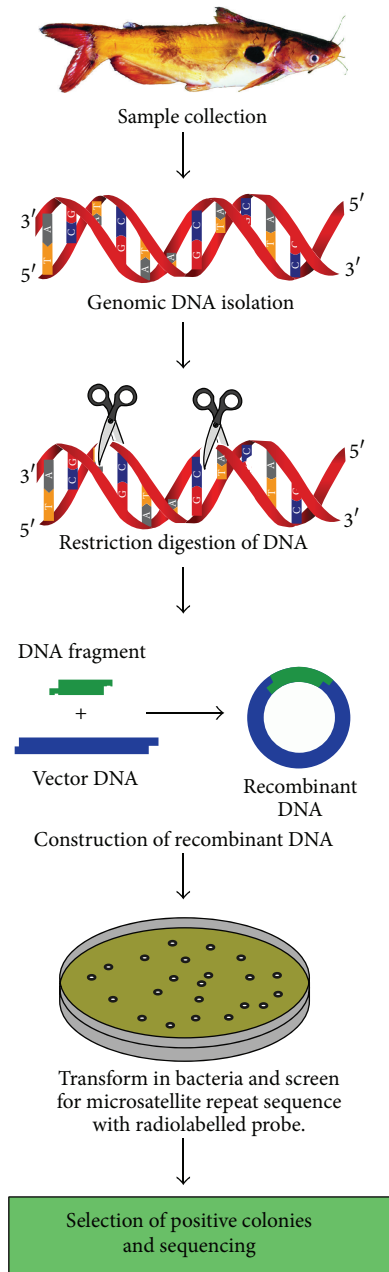 Sample collection
3′ 5′
5′ 3′
T A C G T G C A T A G C T A T A C
Genomic DNA isolation
3′ 5′
5′ 3′
T A C G G C A T A G C T A T A C
Restriction digestion of DNA
DNA fragment
+
Vector DNA
Recombinant
DNA
Construction of recombinant DNA
Transform in bacteria and screen
for microsatellite repeat sequence
with radiolabelled probe.
Selection of positive colonies
and sequencing